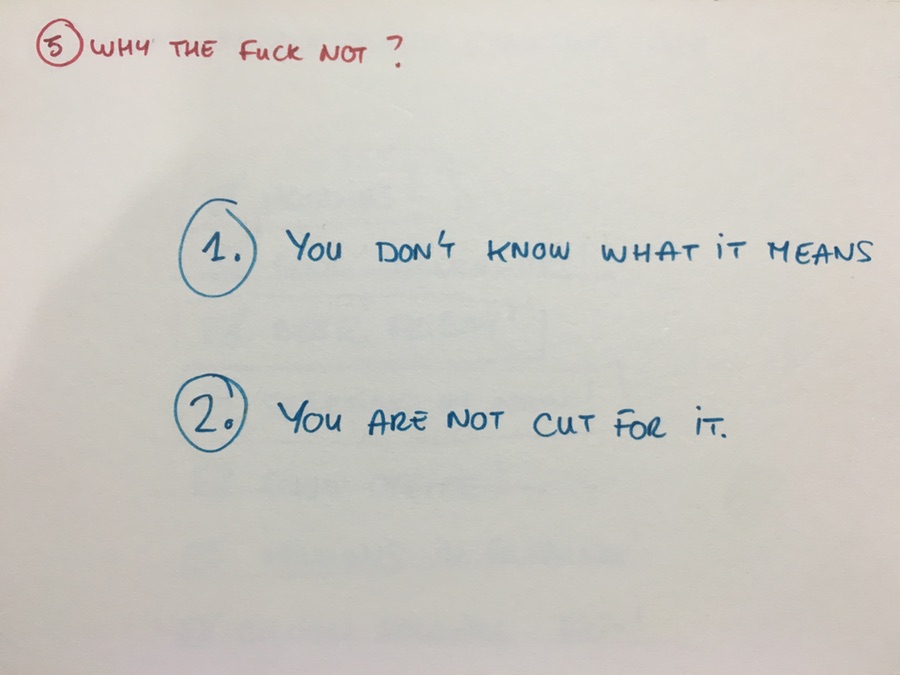 5 WHY THE FUCK NOT ?
1. YOU DON'T KNOW WHAT IT MEANS
2. YOU ARE NOT CUT FOR IT.